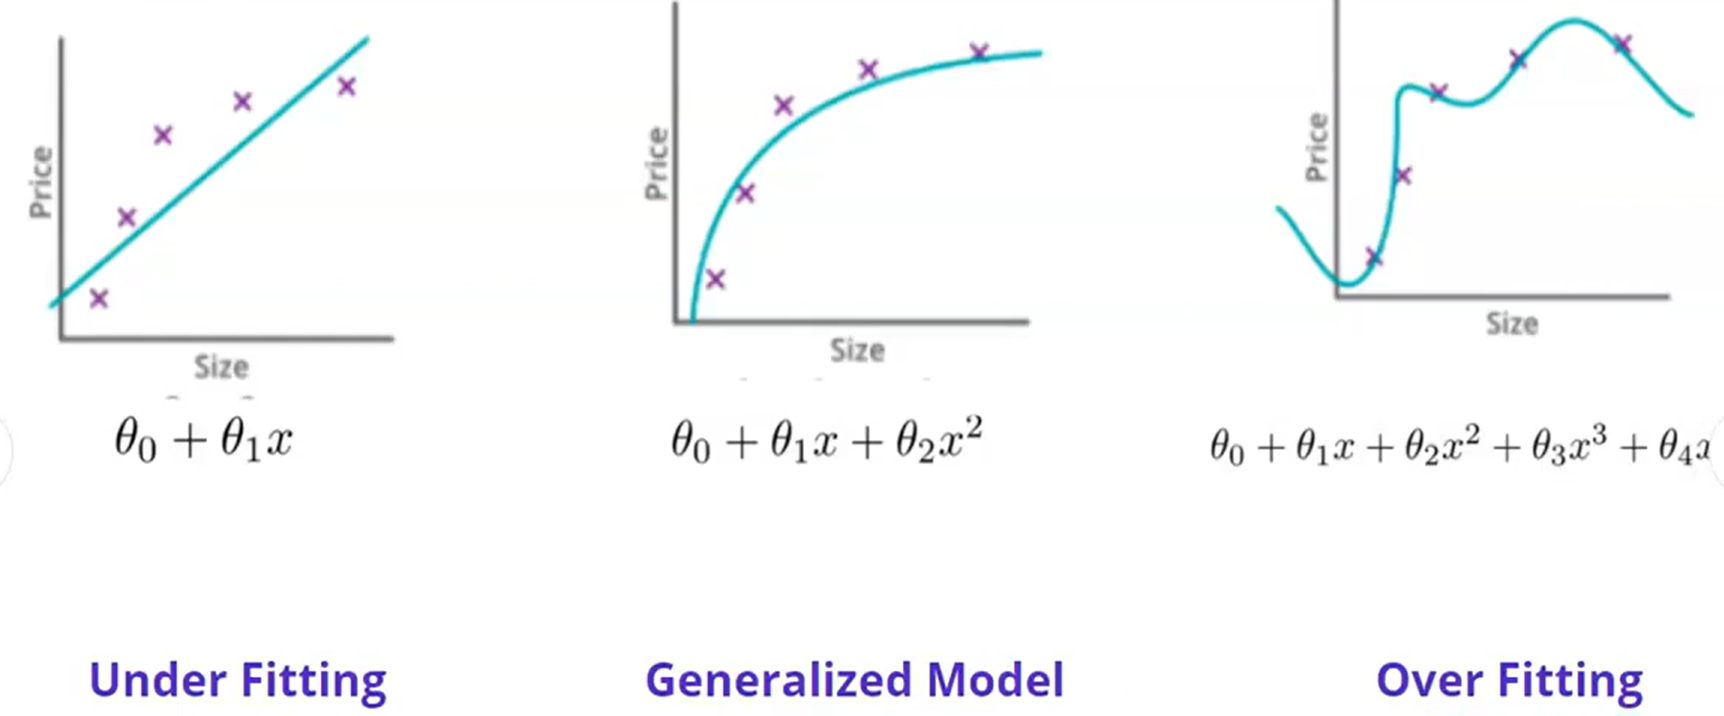 Price
Size
θ₀ + θ₁x
Under Fitting
Price
Size
θ₀ + θ₁x + θ₂x²
Generalized Model
Price
Size
θ₀ + θ₁x + θ₂x² + θ₃x³ + θ₄x
Over Fitting